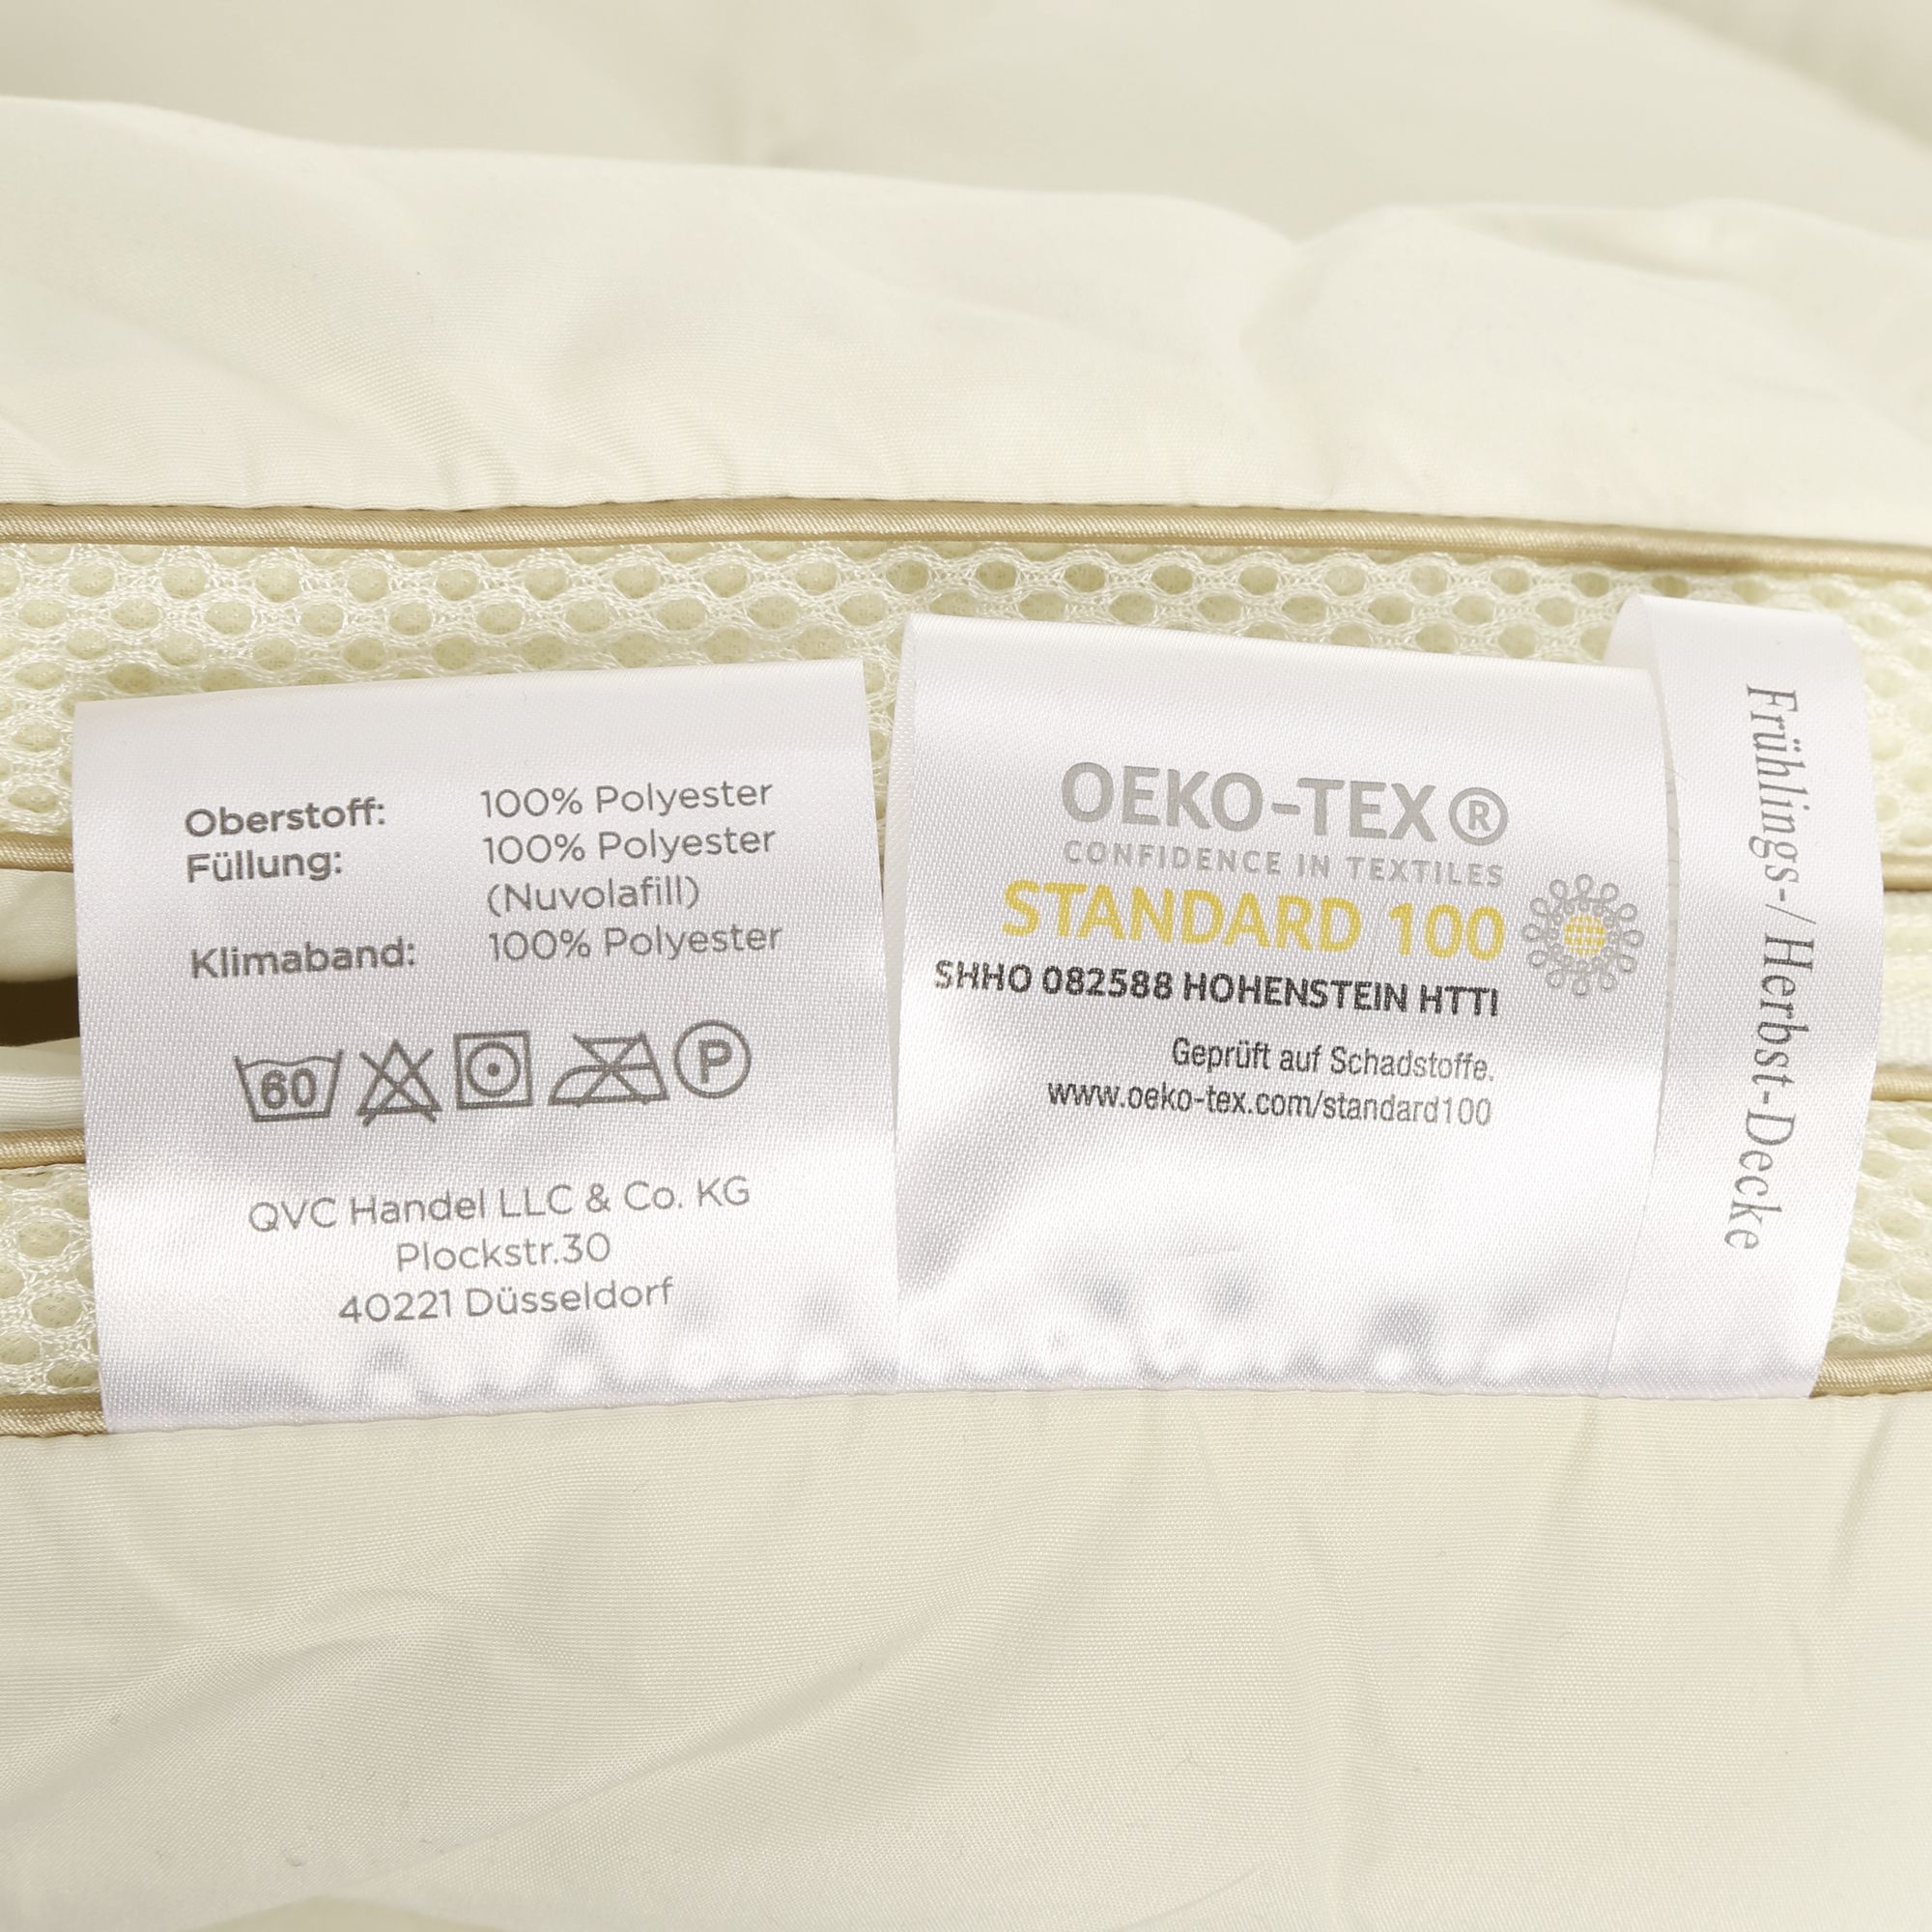 Oberstoff: 100% Polyester
Füllung: 100% Polyester
(Nuvolafill)
Klimaband: 100% Polyester
60
P
QVC Handel LLC & Co. KG
Plockstr.30
40221 Düsseldorf
OEKO-TEX®
CONFIDENCE IN TEXTILES
STANDARD 100
SHHO 082588 HOHENSTEIN HTTI
Geprüft auf Schadstoffe.
www.oeko-tex.com/standard100
Frühlings-/Herbst-Decke